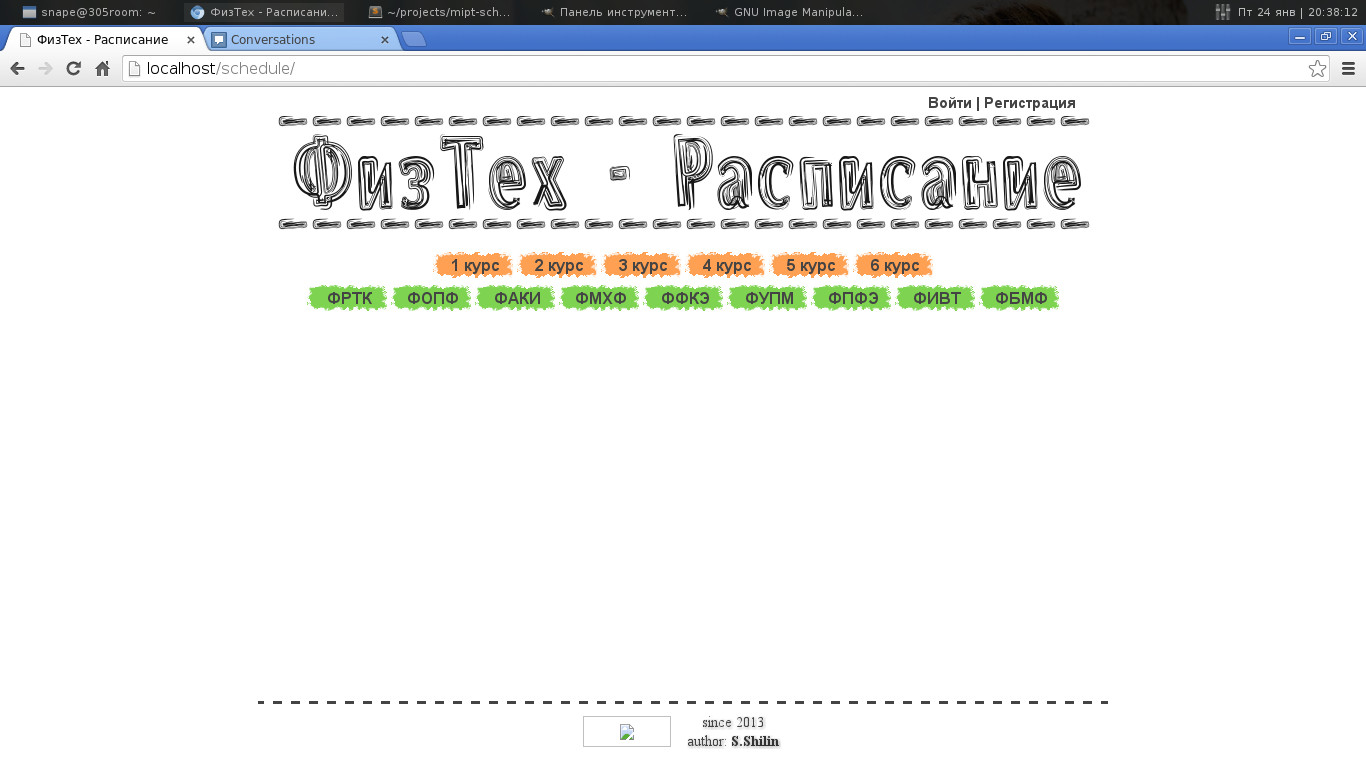 snape@305room: ~
ФизТех - Расписани...
~/projects/mipt-sch...
Панель инструмент...
GNU Image Manipula...
Пт 24 янв | 20:38:12
ФизТех - Расписание
Conversations
localhost/schedule/
Войти | Регистрация
ФизТех - Расписание
1 курс 2 курс 3 курс 4 курс 5 курс 6 курс
ФРТК ФОПФ ФАКИ ФМХФ ФФКЭ ФУПМ ФПФЭ ФИВТ ФБМФ
since 2013
author: S.Shilin